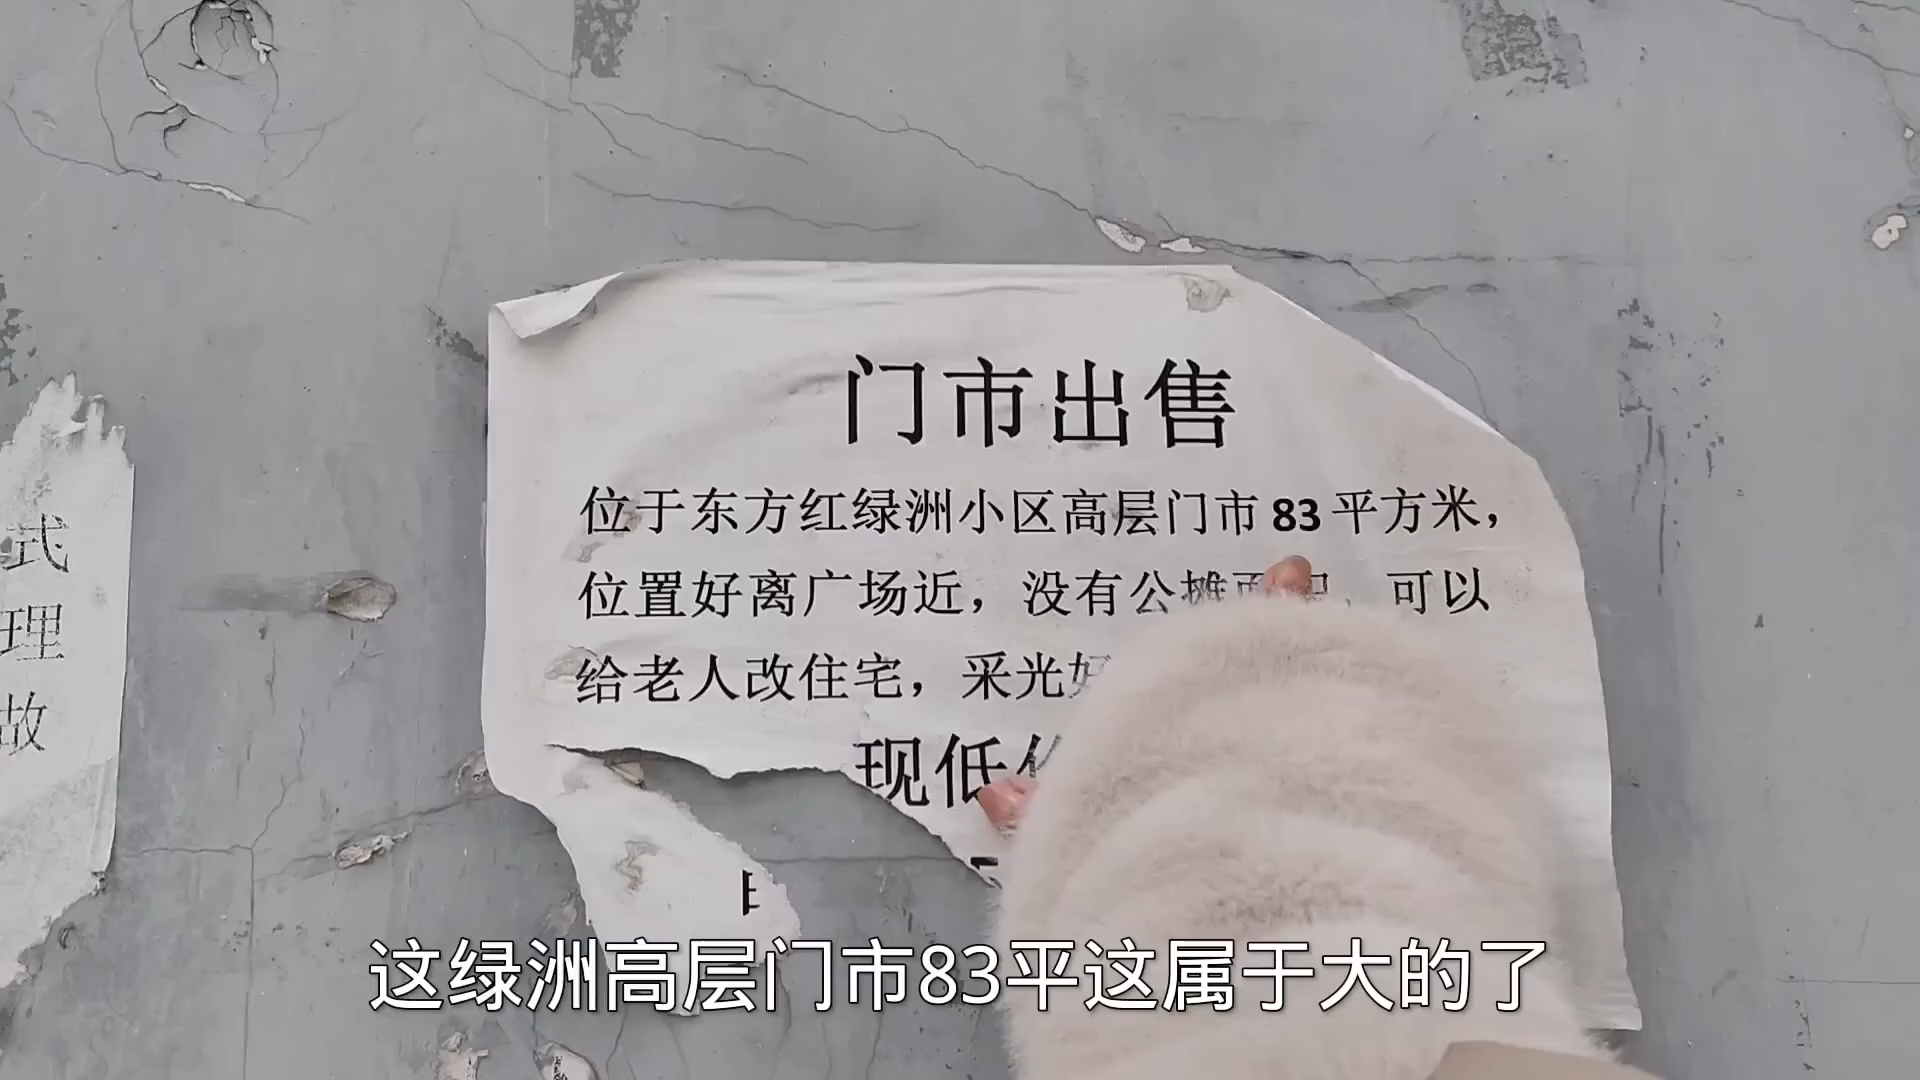 门市出售
位于东方红绿洲小区高层门市83平方米，
位置好离广场近，没有公摊 可以
给老人改住宅，采光好
现低
式
理
故
这绿洲高层门市83平这属于大的了